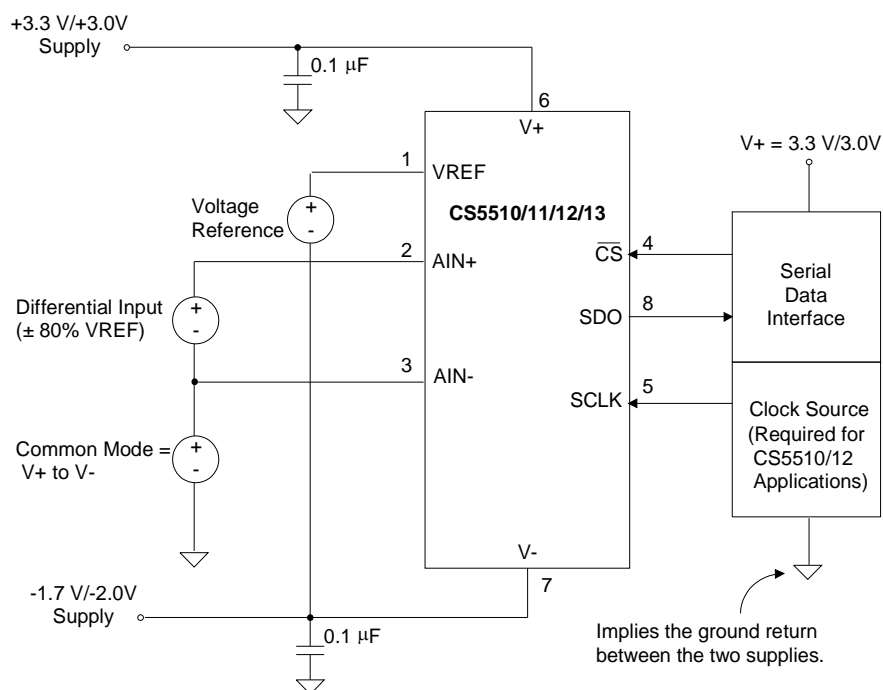 +3.3 V/+3.0V
Supply
0.1 μF
6
V+
V+ = 3.3 V/3.0V
1
VREF
Voltage
Reference
CS5510/11/12/13
2
AIN+
CS
4
Serial
Data
Interface
Differential Input
(± 80% VREF)
SDO
8
3
AIN-
SCLK
5
Clock Source
(Required for
CS5510/12
Applications)
Common Mode =
V+ to V-
V-
7
-1.7 V/-2.0V
Supply
0.1 μF
Implies the ground return
between the two supplies.
+
-
+
-
+
-